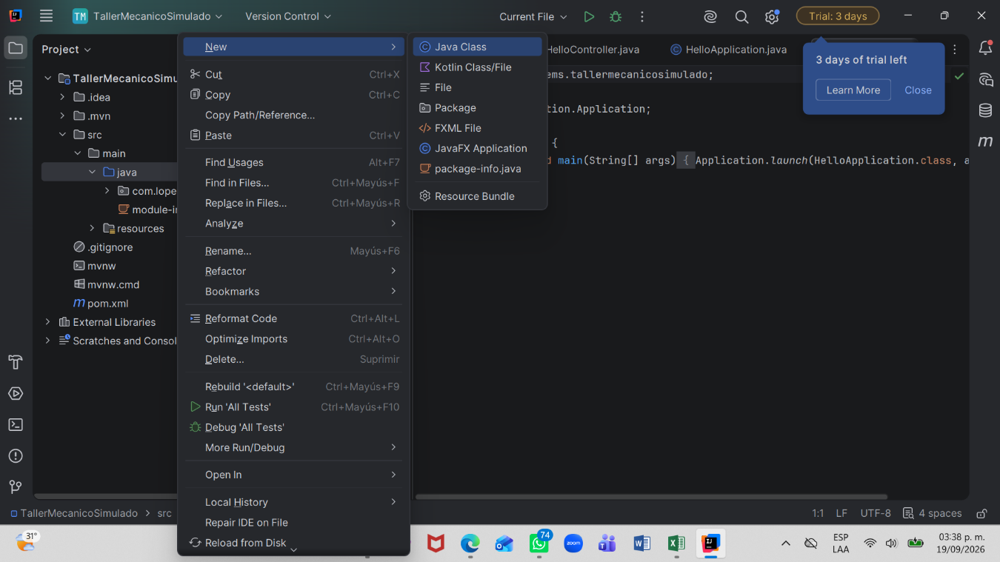 TM TallerMecanicoSimulado Version Control Current File Trial: 3 days
Project
TallerMecanicoSimu
.idea
.mvn
src
main
java
com.lope
module-i
resources
.gitignore
mvnw
mvnw.cmd
m pom.xml
External Libraries
Scratches and Consol
New
Cut Ctrl+X
Copy Ctrl+C
Copy Path/Reference...
Paste Ctrl+V
Find Usages Alt+F7
Find in Files... Ctrl+Mayús+F
Replace in Files... Ctrl+Mayús+R
Analyze
Rename... Mayús+F6
Refactor
Bookmarks
Reformat Code Ctrl+Alt+L
Optimize Imports Ctrl+Alt+O
Delete... Suprimir
Rebuild '<default>' Ctrl+Mayús+F9
Run 'All Tests' Ctrl+Mayús+F10
Debug 'All Tests'
More Run/Debug
Open In
Local History
Repair IDE on File
Reload from Disk
Java Class
Kotlin Class/File
File
Package
FXML File
JavaFX Application
package-info.java
Resource Bundle
HelloController.java HelloApplication.java
ems.tallermecanicosimulado;
tion.Application;
{
d main(String[] args) { Application.launch(HelloApplication.class, a
3 days of trial left
Learn More Close
m
TallerMecanicoSimulado > src
1:1 LF UTF-8 4 spaces
31°
74
zoom
ESP
LAA
03:38 p. m.
19/09/2026